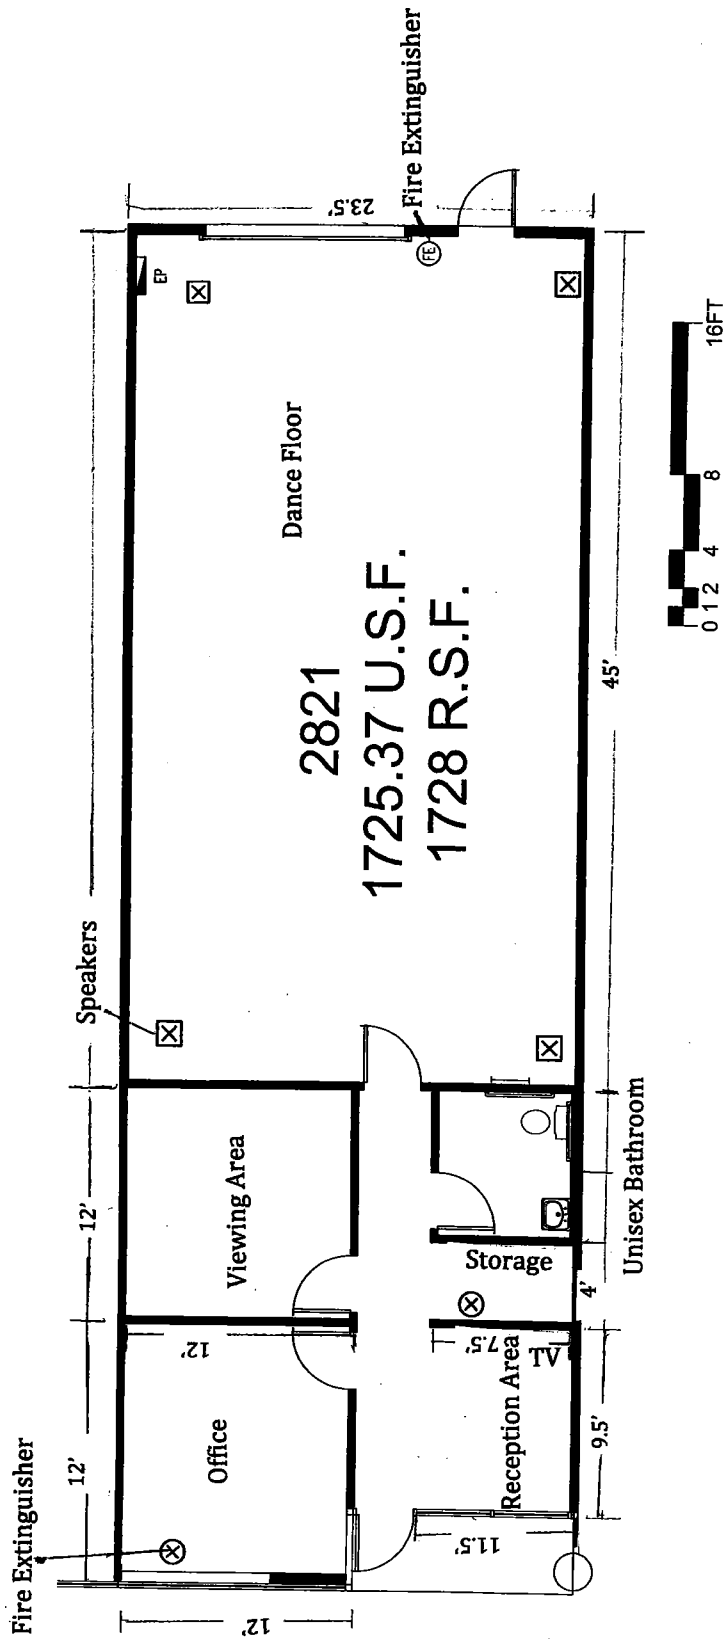 Fire Extinguisher
12'
12'
Speakers
23.5'
Fire Extinguisher
FE
EP
Office
12'
12'
Viewing Area
Dance Floor
2821
1725.37 U.S.F.
1728 R.S.F.
Reception Area
11.5'
7.5'
TV
Storage
9.5'
4'
Unisex Bathroom
45'
0 1 2 4 8 16FT